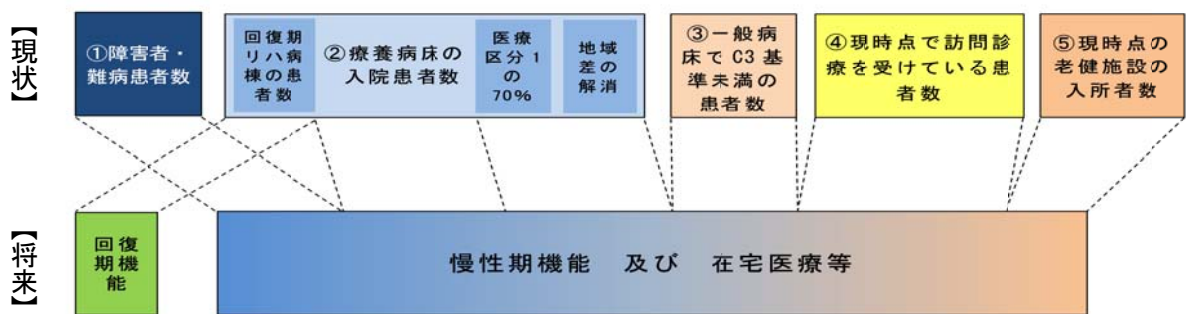 【現状】
①障害者・
難病患者数
回復期
リハ病
棟の患
者数
②療養病床の
入院患者数
医療
区分1
の
70%
地域
差の
解消
③一般病
床でC3基
準未満の
患者数
④現時点で訪問診
療を受けている患
者数
⑤現時点の
老健施設の
入所者数
【将来】
回復
期機
能
慢性期機能 及び 在宅医療等